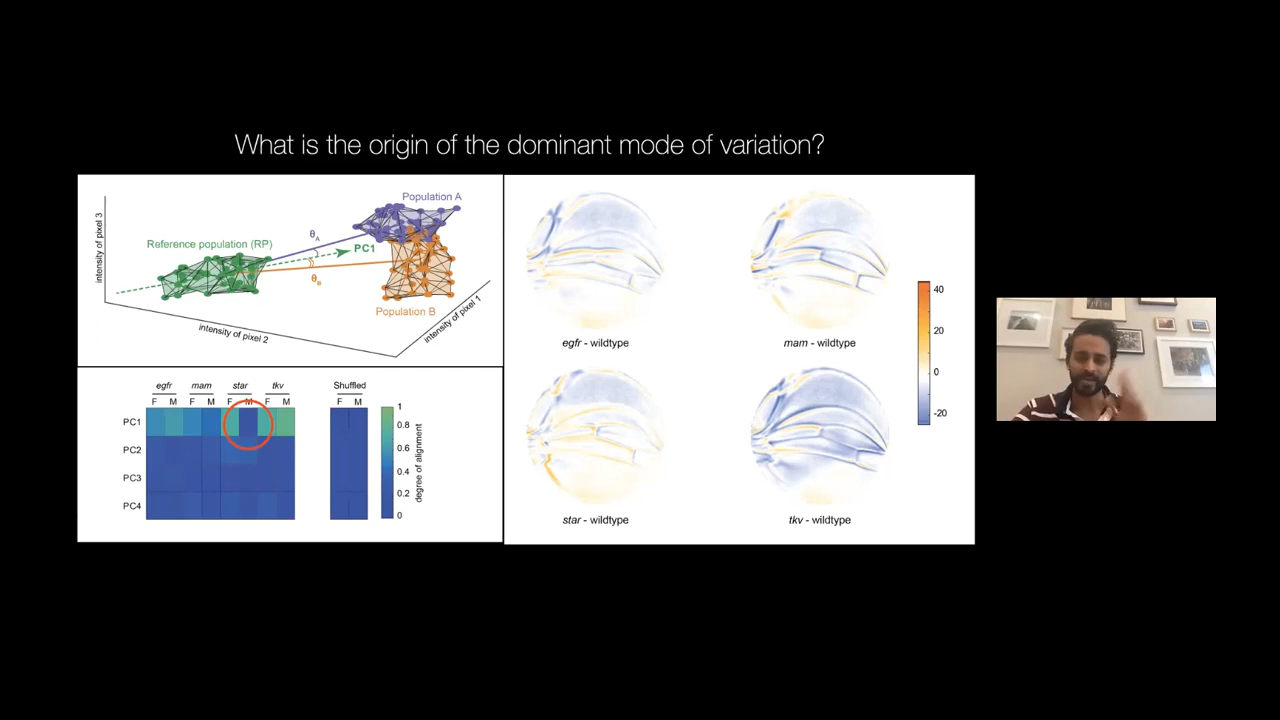 What is the origin of the dominant mode of variation?
Population A
Reference population (RP)
θA
PC1
θB
Population B
intensity of pixel 3
intensity of pixel 2
intensity of pixel 1
egfr mam star tkv Shuffled
F M F M F M F M F M
PC1
PC2
PC3
PC4
1
0.8
0.6
0.4
0.2
0
degree of alignment
egfr - wildtype
mam - wildtype
star - wildtype
tkv - wildtype
40
20
0
-20